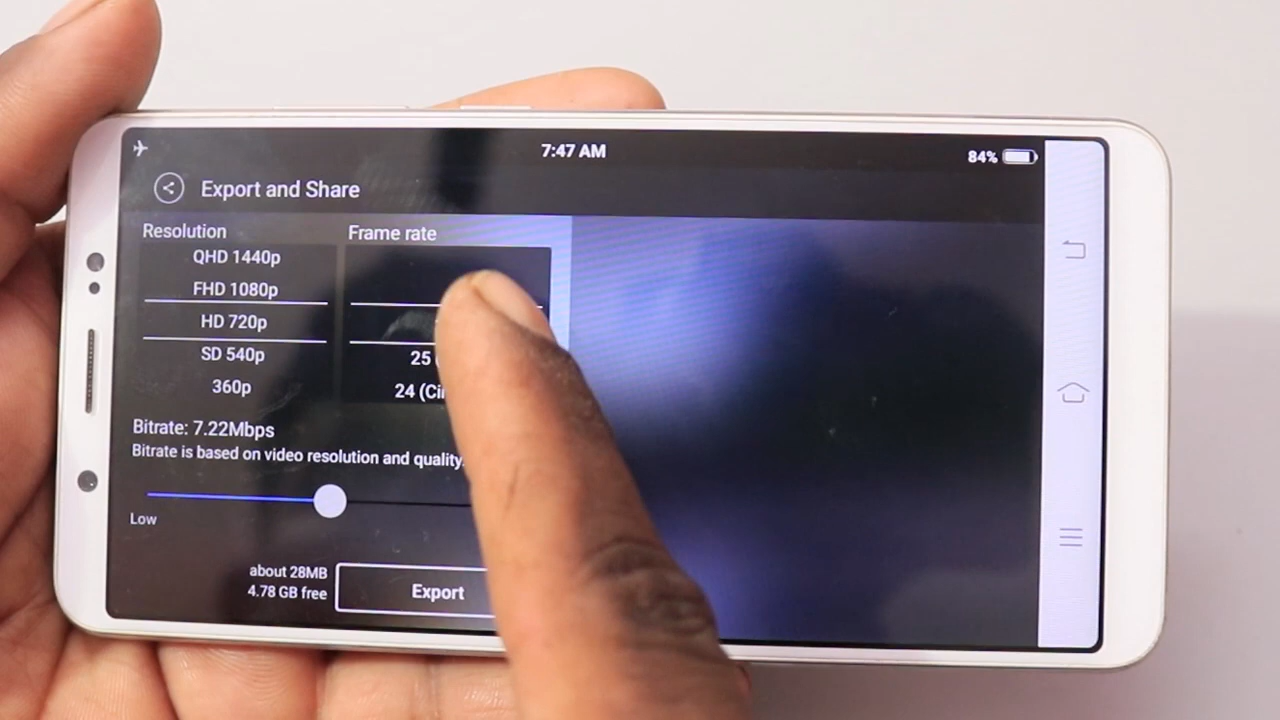 7:47 AM
84%
Export and Share
Resolution
QHD 1440p
FHD 1080p
HD 720p
SD 540p
360p
Frame rate
25
24
Bitrate: 7.22Mbps
Bitrate is based on video resolution and quality.
Low
about 28MB
4.78 GB free
Export